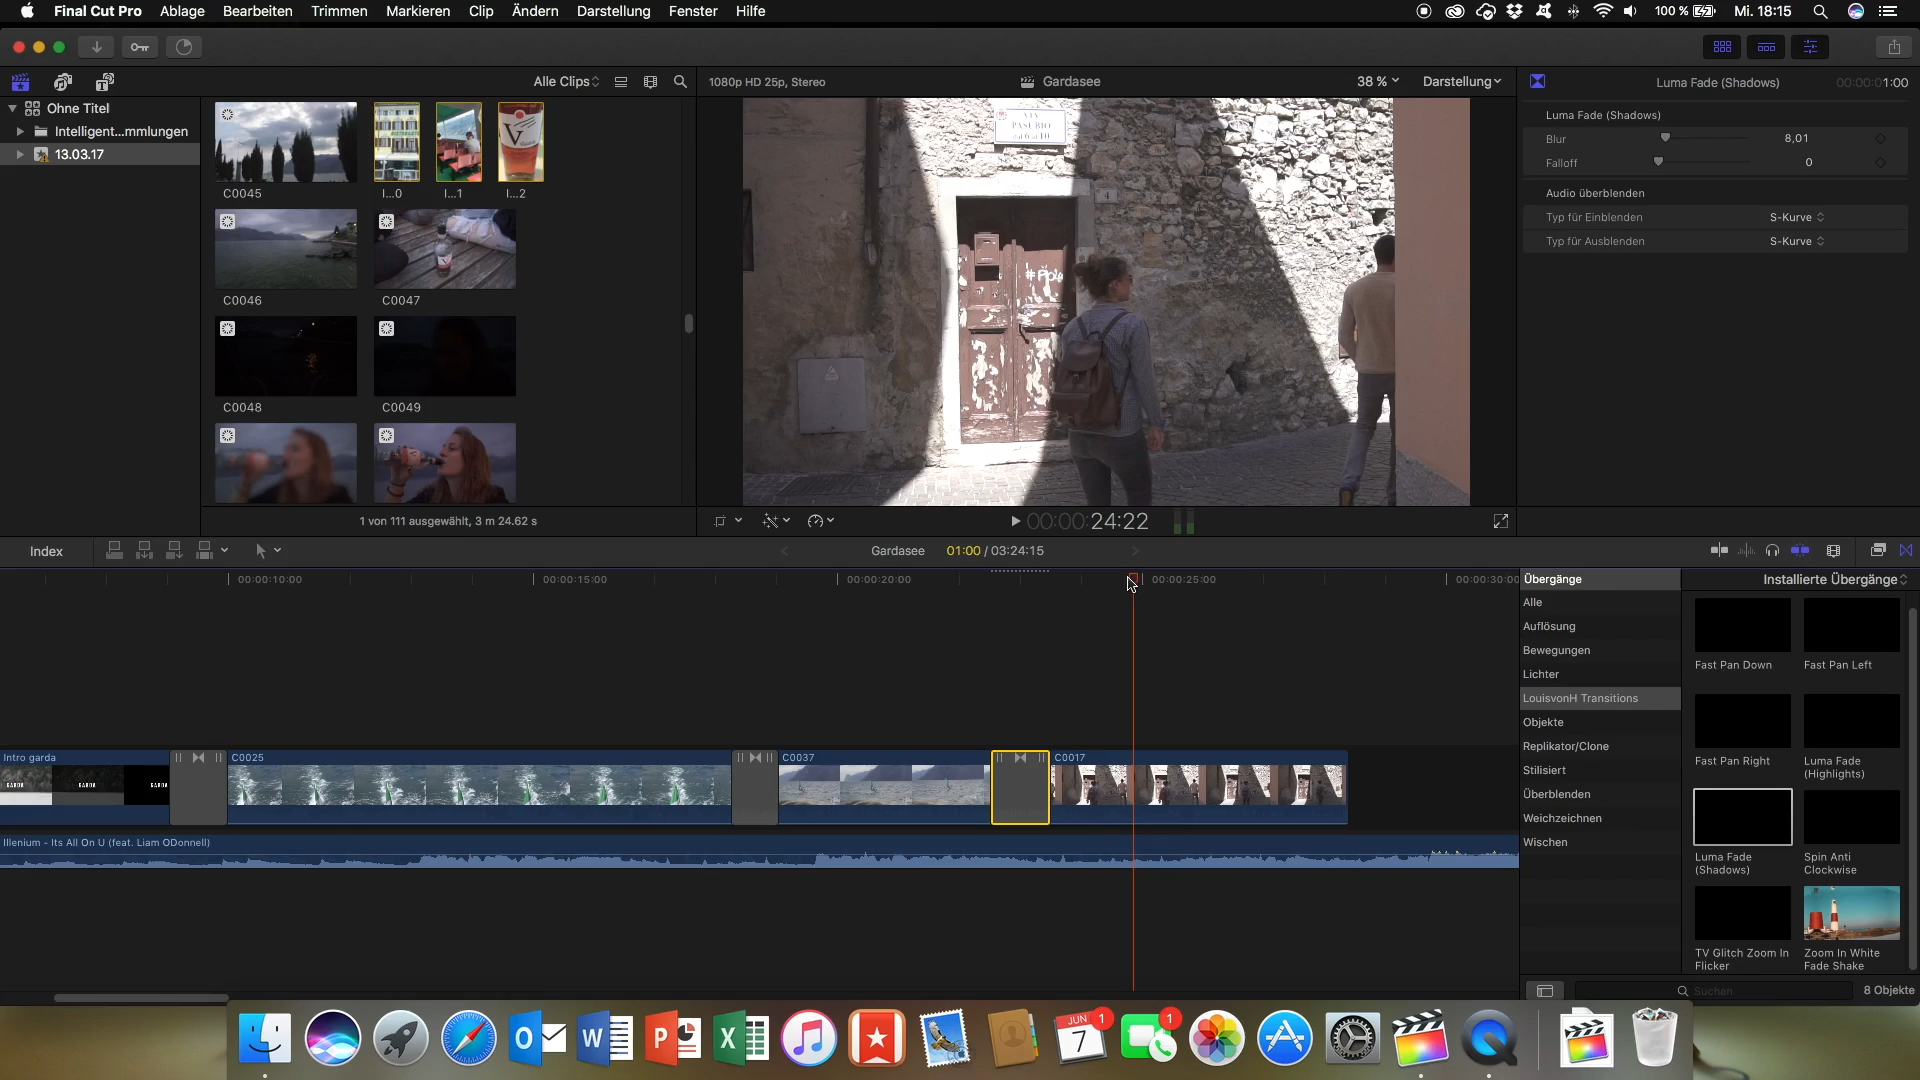 Final Cut Pro Ablage Bearbeiten Trimmen Markieren Clip Ändern Darstellung Fenster Hilfe 100 % Mi. 18:15
Alle Clips
1080p HD 25p, Stereo Gardasee 38 % Darstellung
Luma Fade (Shadows) 00:00:01:00
Ohne Titel
Intelligent...mmlungen
13.03.17
C0045
I...0
I...1
I...2
C0046
C0047
C0048
C0049
1 von 111 ausgewählt, 3 m 24.62 s
VIA
PASUBIO
4
Luma Fade (Shadows)
Blur 8,01
Falloff 0
Audio überblenden
Typ für Einblenden S-Kurve
Typ für Ausblenden S-Kurve
00:00:24:22
Index
Gardasee 01:00 / 03:24:15
00:00:10:00 00:00:15:00 00:00:20:00 00:00:25:00 00:00:30:00
Intro garda C0025 C0037 C0017
GARDA GARDA GARDA
Illenium - Its All On U (feat. Liam ODonnell)
Übergänge
Alle
Auflösung
Bewegungen
Lichter
LouisvonH Transitions
Objekte
Replikator/Clone
Stilisiert
Überblenden
Weichzeichnen
Wischen
Installierte Übergänge
Fast Pan Down
Fast Pan Left
Fast Pan Right
Luma Fade
(Highlights)
Luma Fade
(Shadows)
Spin Anti
Clockwise
TV Glitch Zoom In
Flicker
Zoom In White
Fade Shake
Suchen
8 Objekte
JUN
7
1
1